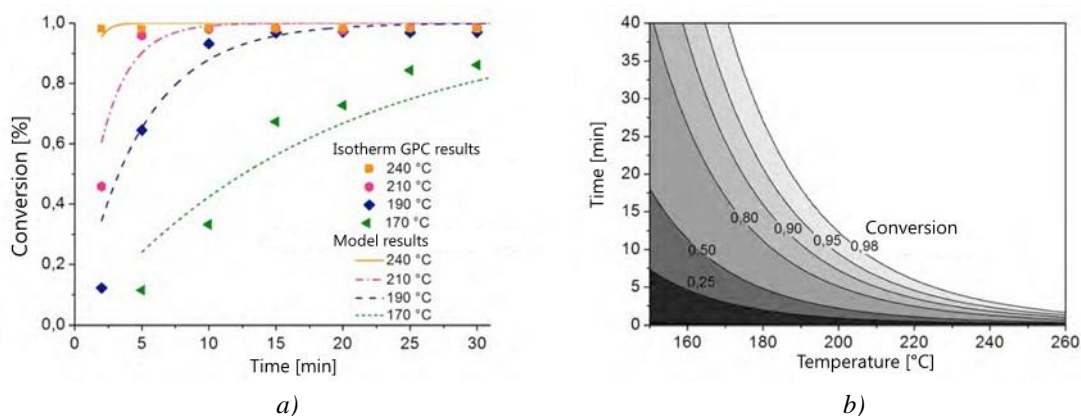 1,0
0,8
0,6
0,4
0,2
0,0
Conversion [%]
0
5
10
15
20
25
30
Time [min]
Isotherm GPC results
240 °C
210 °C
190 °C
170 °C
Model results
240 °C
210 °C
190 °C
170 °C
a)
40
35
30
25
20
15
10
5
0
Time [min]
160
180
200
220
240
260
Temperature [°C]
Conversion
0,25
0,50
0,80
0,90
0,95
0,98
b)